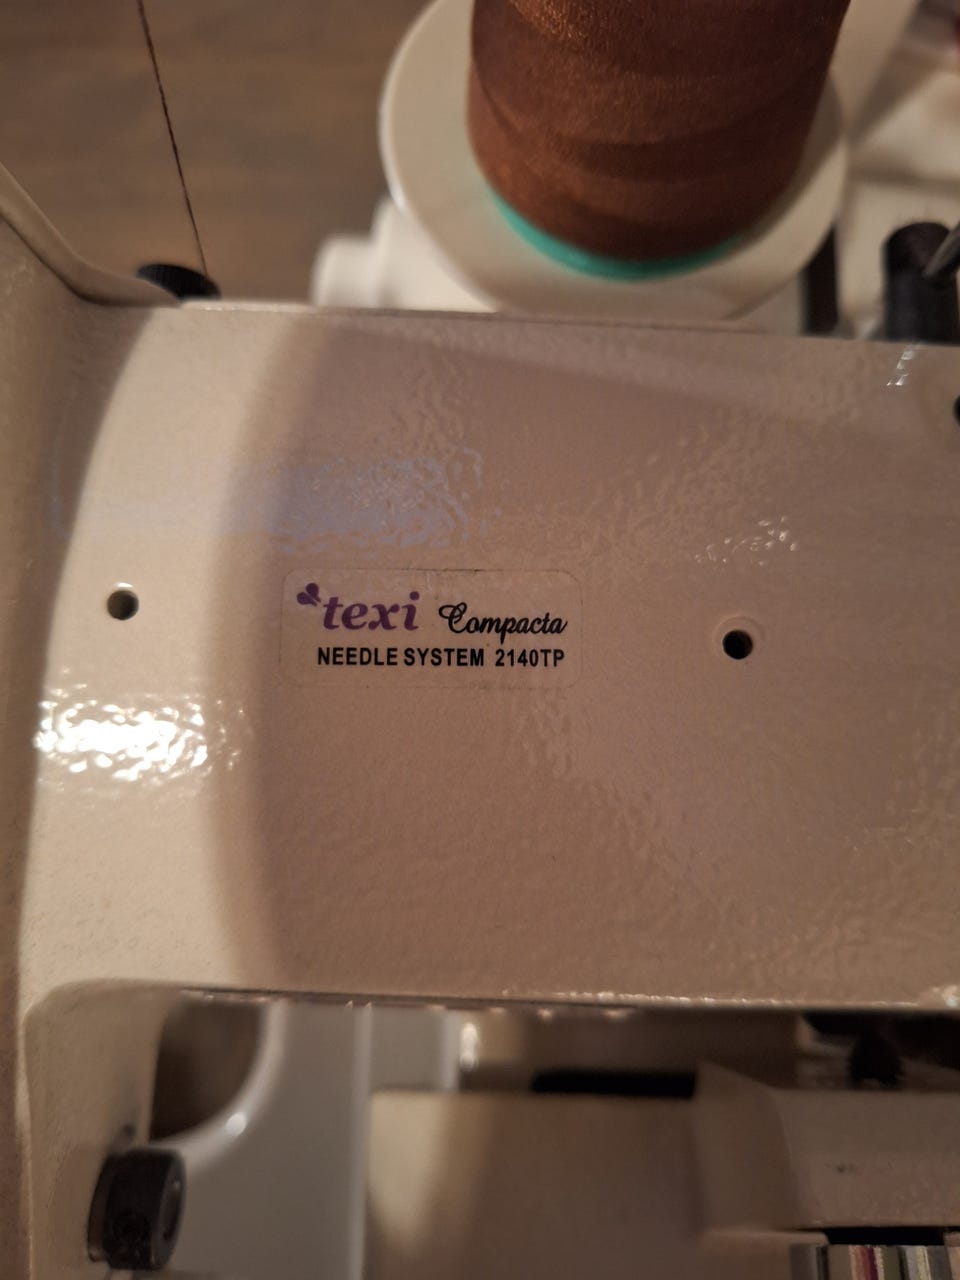 texi Compacta
NEEDLE SYSTEM 2140TP